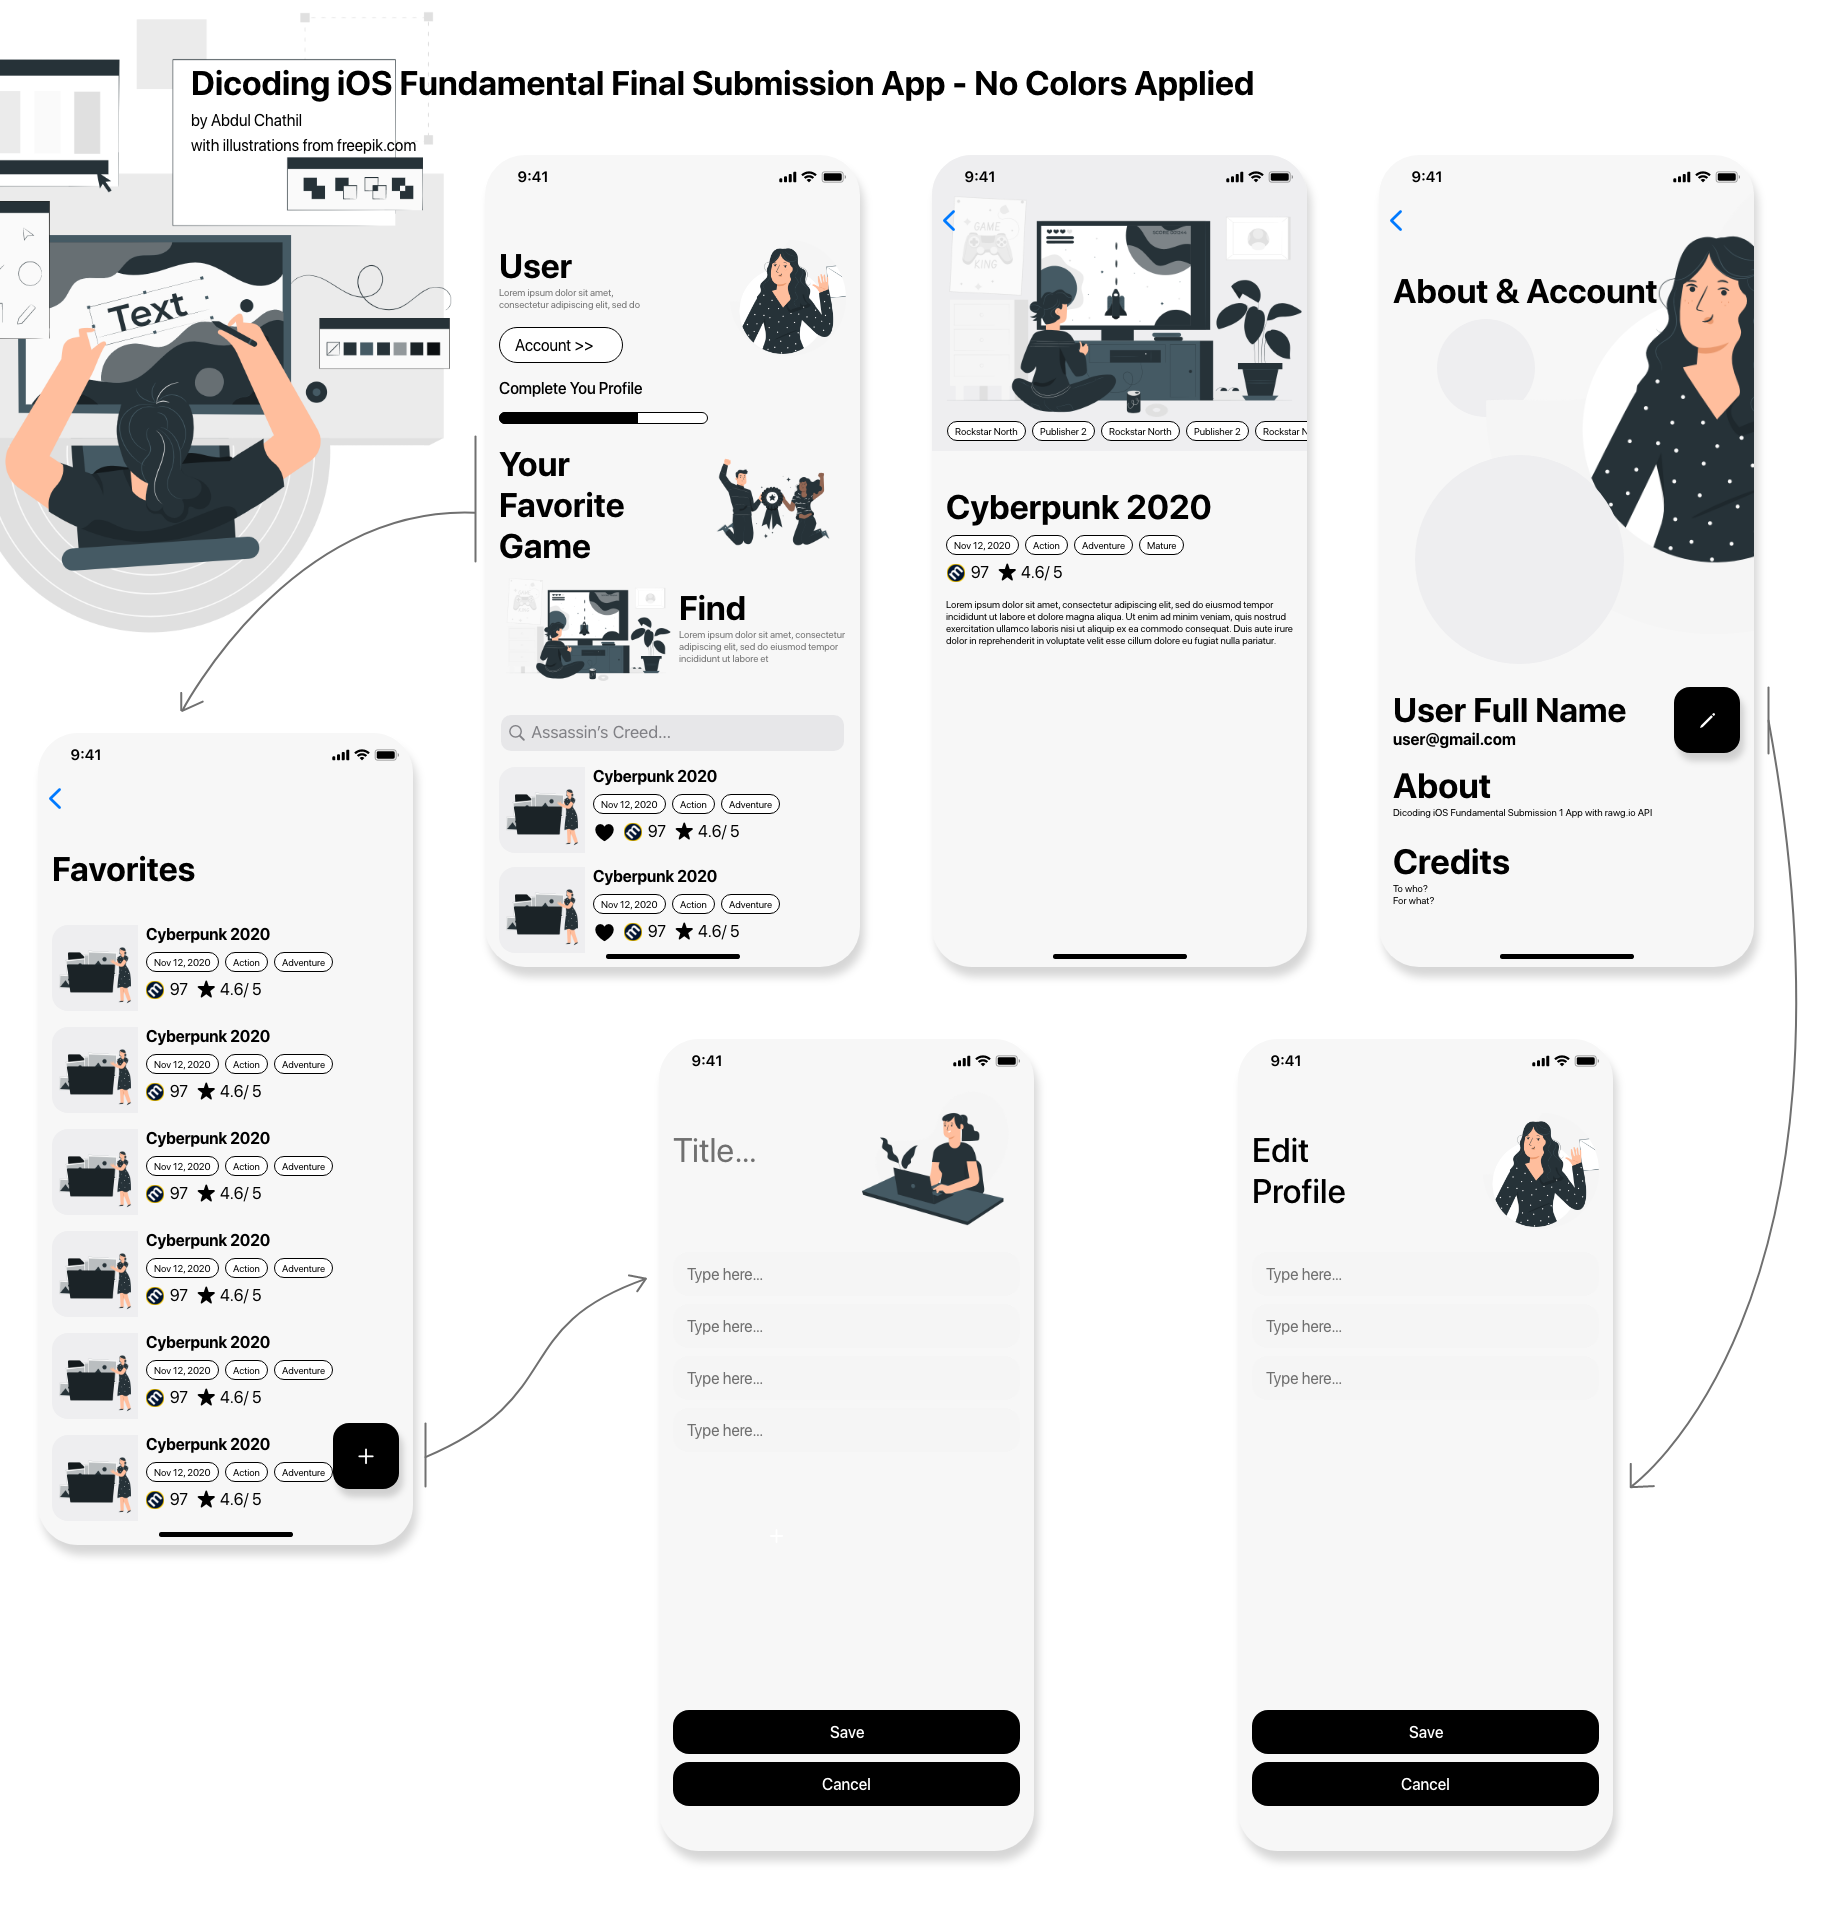 Dicoding iOS Fundamental Final Submission App - No Colors Applied
by Abdul Chathil
with illustrations from freepik.com
Text
9:41
User
Lorem ipsum dolor sit amet,
consectetur adipiscing elit, sed do
Account >>
Complete You Profile
Your
Favorite
Game
Find
Lorem ipsum dolor sit amet, consectetur
adipiscing elit, sed do eiusmod tempor
incididunt ut labore et
Assassin's Creed...
Cyberpunk 2020
Nov 12, 2020 Action Adventure
97 4.6/ 5
Cyberpunk 2020
Nov 12, 2020 Action Adventure
97 4.6/ 5
9:41
GAME
KING
Rockstar North Publisher 2 Rockstar North Publisher 2 Rockstar N
Cyberpunk 2020
Nov 12, 2020 Action Adventure Mature
97 4.6/ 5
Lorem ipsum dolor sit amet, consectetur adipiscing elit, sed do eiusmod tempor
incididunt ut labore et dolore magna aliqua. Ut enim ad minim veniam, quis nostrud
exercitation ullamco laboris nisi ut aliquip ex ea commodo consequat. Duis aute irure
dolor in reprehenderit in voluptate velit esse cillum dolore eu fugiat nulla pariatur.
9:41
About & Account
User Full Name
user@gmail.com
About
Dicoding iOS Fundamental Submission 1 App with rawg.io API
Credits
To who?
For what?
9:41
Favorites
Cyberpunk 2020
Nov 12, 2020 Action Adventure
97 4.6/ 5
Cyberpunk 2020
Nov 12, 2020 Action Adventure
97 4.6/ 5
Cyberpunk 2020
Nov 12, 2020 Action Adventure
97 4.6/ 5
Cyberpunk 2020
Nov 12, 2020 Action Adventure
97 4.6/ 5
Cyberpunk 2020
Nov 12, 2020 Action Adventure
97 4.6/ 5
Cyberpunk 2020
Nov 12, 2020 Action Adventure
97 4.6/ 5
9:41
Title...
Type here...
Type here...
Type here...
Type here...
Save
Cancel
9:41
Edit
Profile
Type here...
Type here...
Type here...
Save
Cancel